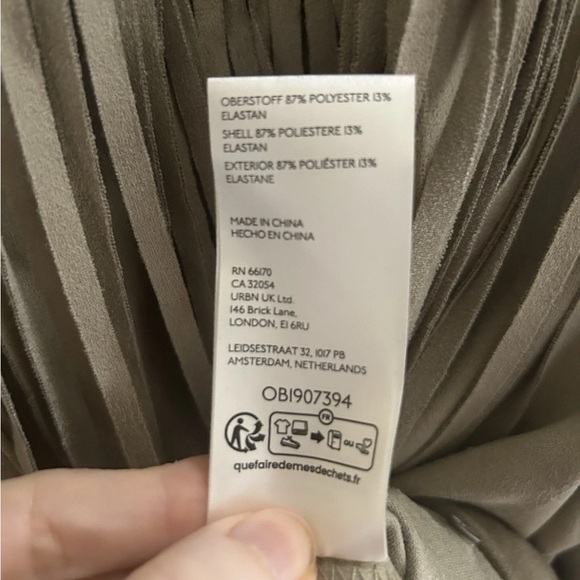 OBERSTOFF 87% POLYESTER 13%
ELASTAN
SHELL 87% POLIESTERE 13%
ELASTAN
EXTERIOR 87% POLIÉSTER 13%
ELASTANE
MADE IN CHINA
HECHO EN CHINA
RN 66170
CA 32054
URBN UK Ltd.
146 Brick Lane,
LONDON, E1 6RU
LEIDSESTRAAT 32, 1017 PB
AMSTERDAM, NETHERLANDS
OB1907394
FR
OU
quefairedemesdechets.fr